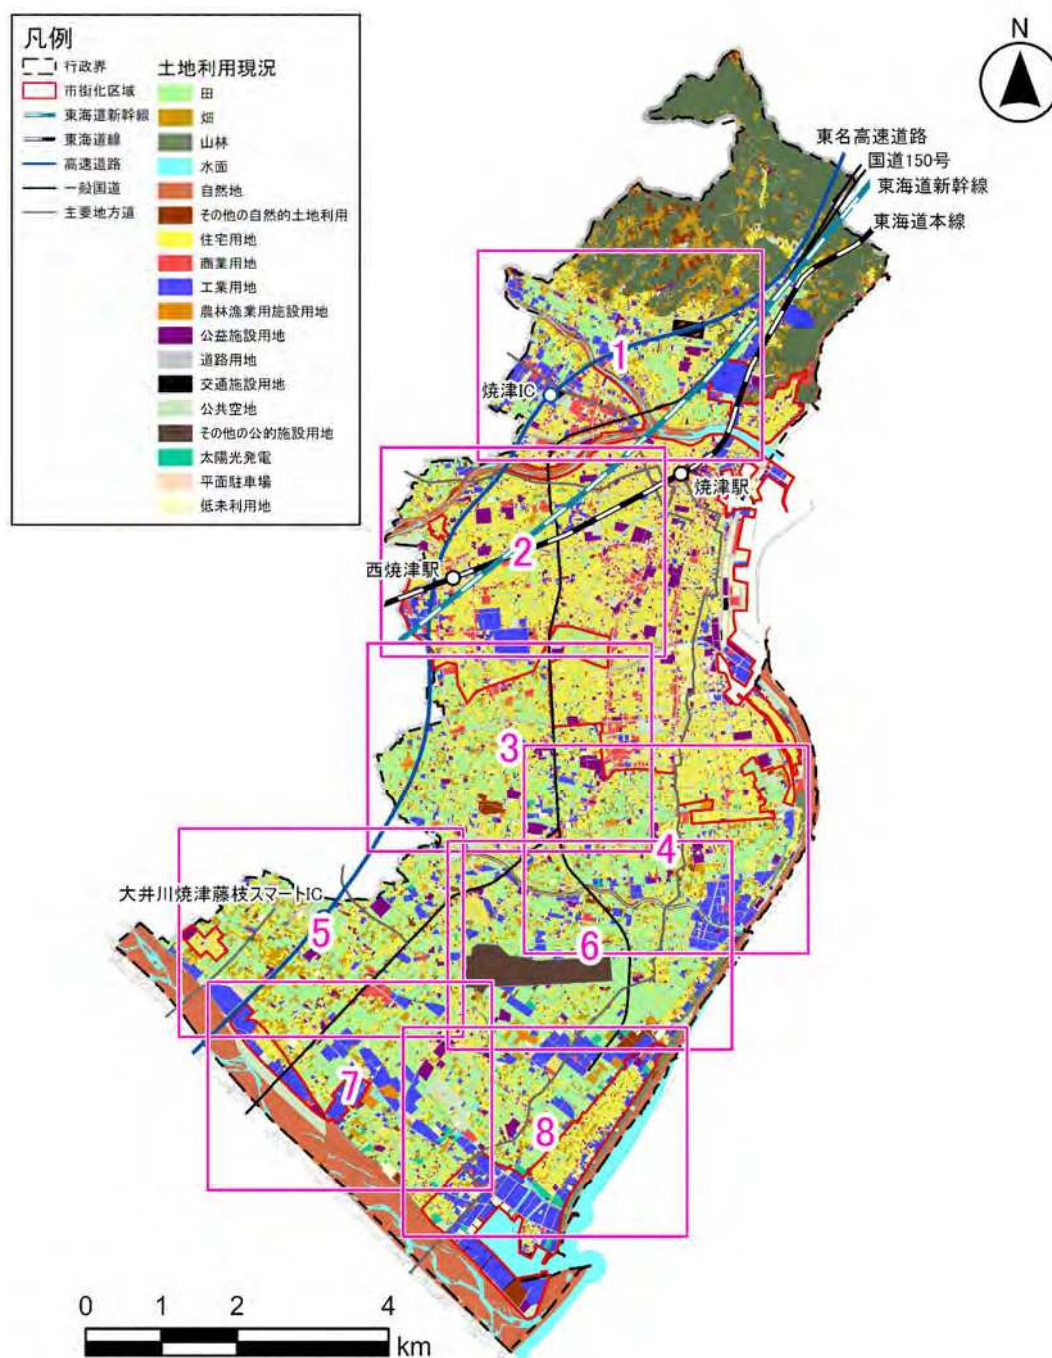 凡例
行政界
市街化区域
東海道新幹線
東海道線
高速道路
一般国道
主要地方道
土地利用現況
田
畑
山林
水面
自然地
その他の自然的土地利用
住宅用地
商業用地
工業用地
農林漁業用施設用地
公益施設用地
道路用地
交通施設用地
公共空地
その他の公的施設用地
太陽光発電
平面駐車場
低未利用地
N
東名高速道路
国道150号
東海道新幹線
東海道本線
1
焼津IC
焼津駅
2
西焼津駅
3
4
大井川焼津藤枝スマートIC
5
6
7
8
0 1 2 4
km